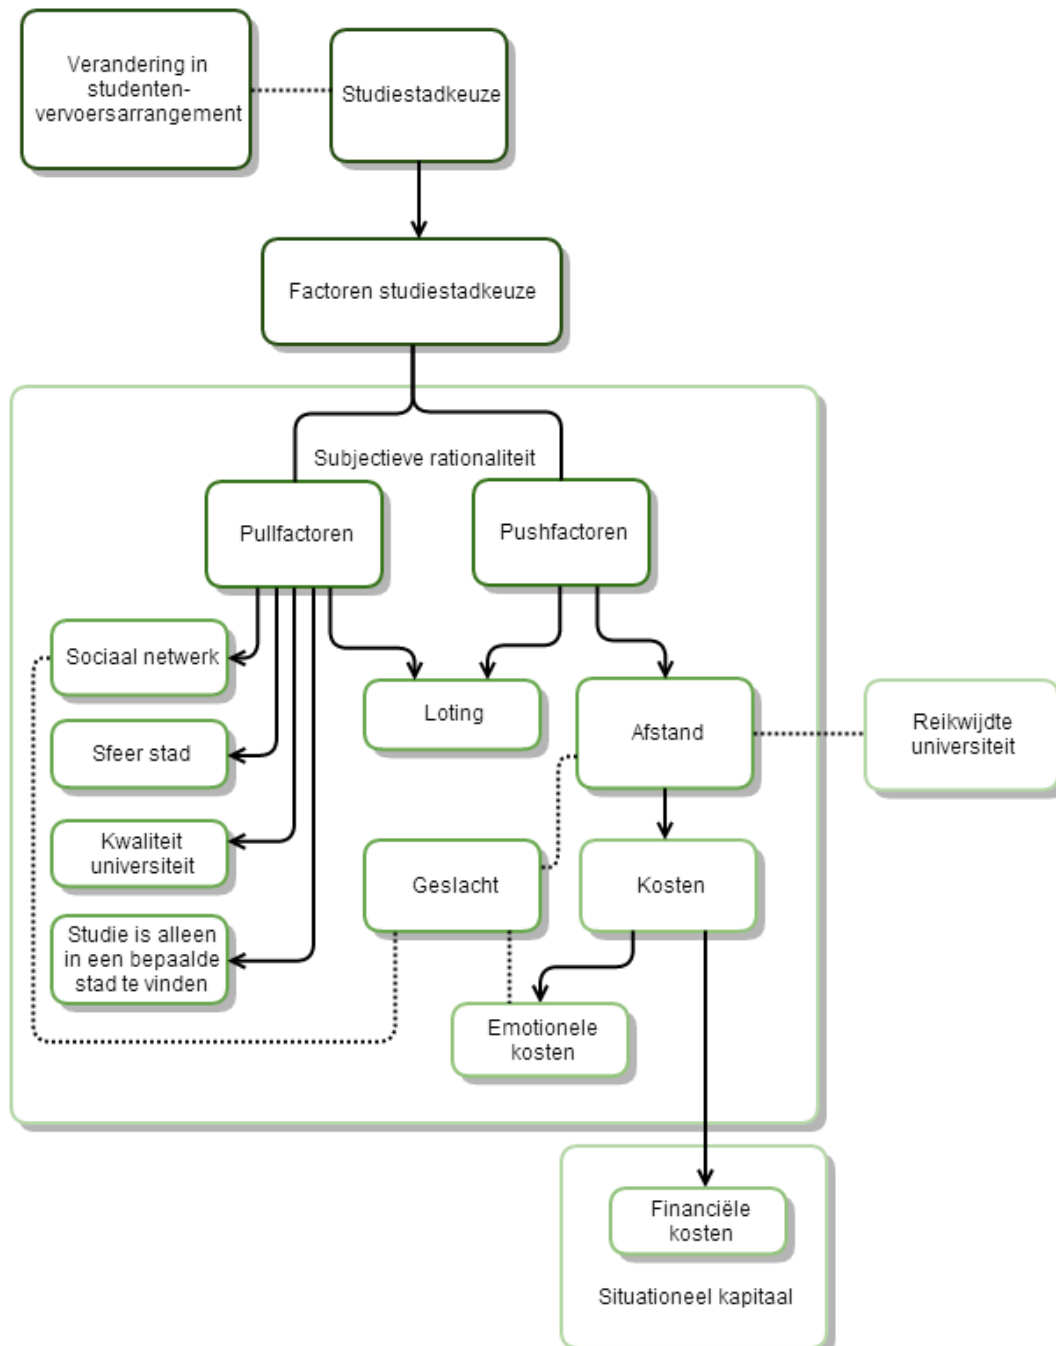 Verandering in
studenten-
vervoersarrangement
Studiestadkeuze
Factoren studiestadkeuze
Subjectieve rationaliteit
Pullfactoren
Pushfactoren
Sociaal netwerk
Loting
Afstand
Reikwijdte
universiteit
Sfeer stad
Kwaliteit
universiteit
Geslacht
Kosten
Studie is alleen
in een bepaalde
stad te vinden
Emotionele
kosten
Financiële
kosten
Situationeel kapitaal